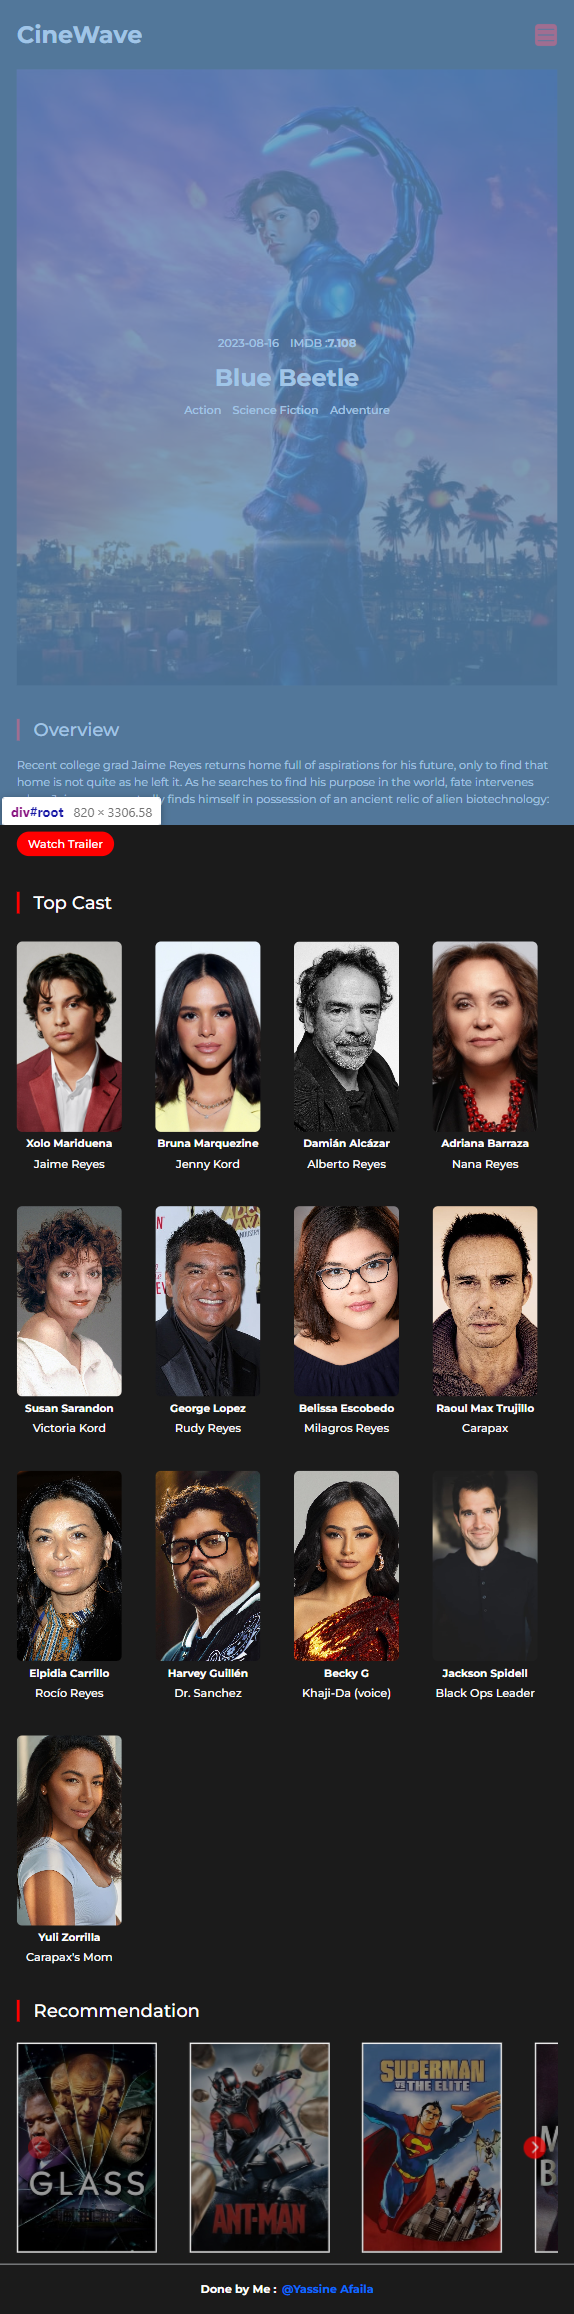 CineWave
2023-08-16 IMDB :7.108
Blue Beetle
Action Science Fiction Adventure
Overview
Recent college grad Jaime Reyes returns home full of aspirations for his future, only to find that
home is not quite as he left it. As he searches to find his purpose in the world, fate intervenes
finds himself in possession of an ancient relic of alien biotechnology:
div#root 820 × 3306.58
Watch Trailer
Top Cast
Xolo Mariduena Bruna Marquezine Damián Alcázar Adriana Barraza
Jaime Reyes Jenny Kord Alberto Reyes Nana Reyes
Susan Sarandon George Lopez Belissa Escobedo Raoul Max Trujillo
Victoria Kord Rudy Reyes Milagros Reyes Carapax
Elpidia Carrillo Harvey Guillén Becky G Jackson Spidell
Rocío Reyes Dr. Sanchez Khaji-Da (voice) Black Ops Leader
Yuli Zorrilla
Carapax's Mom
Recommendation
SUPERMAN
VS THE ELITE
GLASS
ANT-MAN
Done by Me : @Yassine Afaila